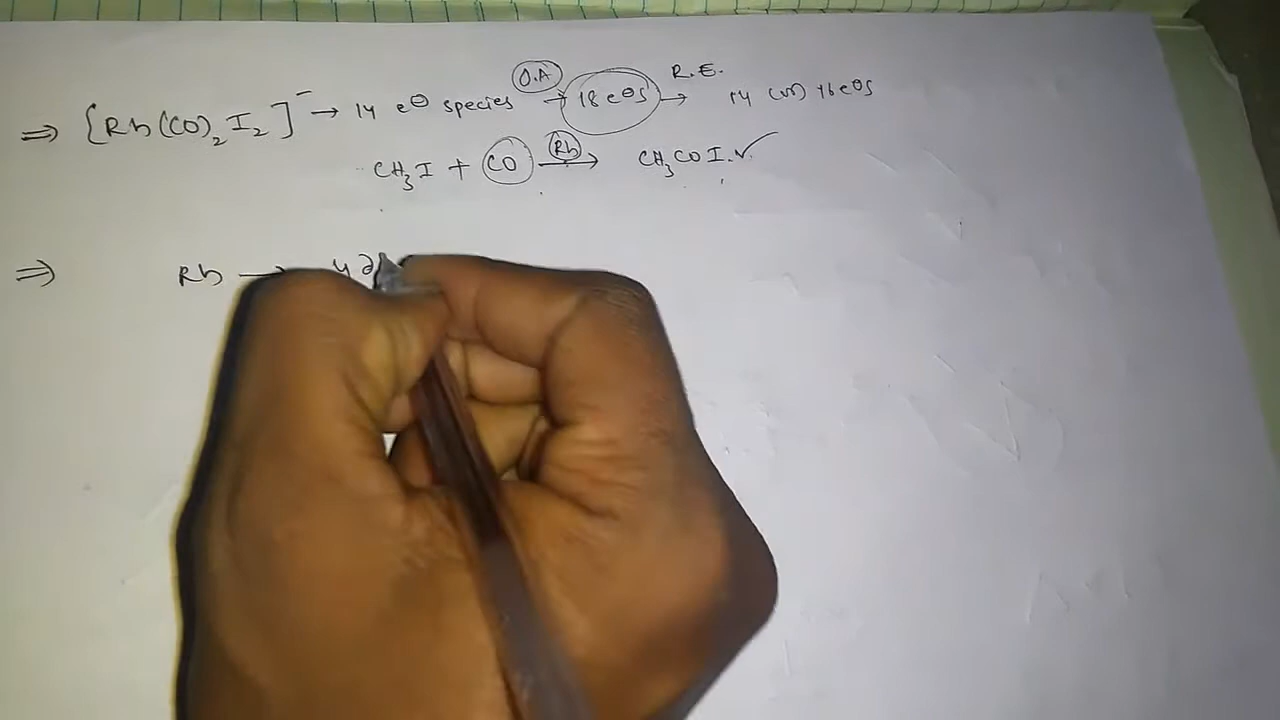 ⇒ [Rh(CO)₂I₂]⁻ → 14 e⊖ species —O.A→ 18 e⊖s —R.E.→ 14 (or) 16 e⊖s
CH₃I + CO —Rh→ CH₃COI. ✓
⇒ Rh → 4d